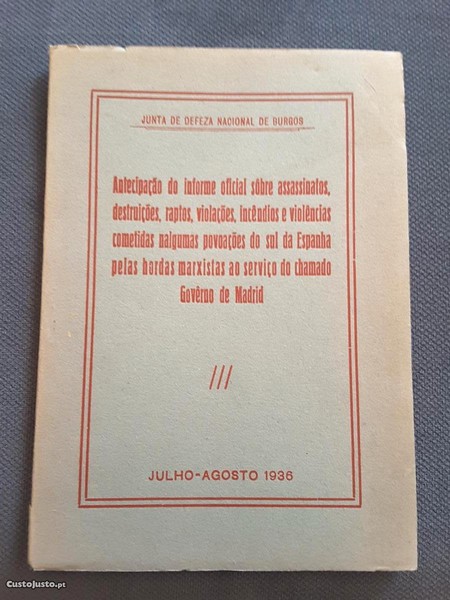 JUNTA DE DEFEZA NACIONAL DE BURGOS
Antecipação do informe oficial sôbre assassinatos,
destruições, raptos, violações, incêndios e violências
cometidas nalgumas povoações do sul da Espanha
pelas hordas marxistas ao serviço do chamado
Govêrno de Madrid
///
JULHO-AGOSTO 1936
CustoJusto.pt